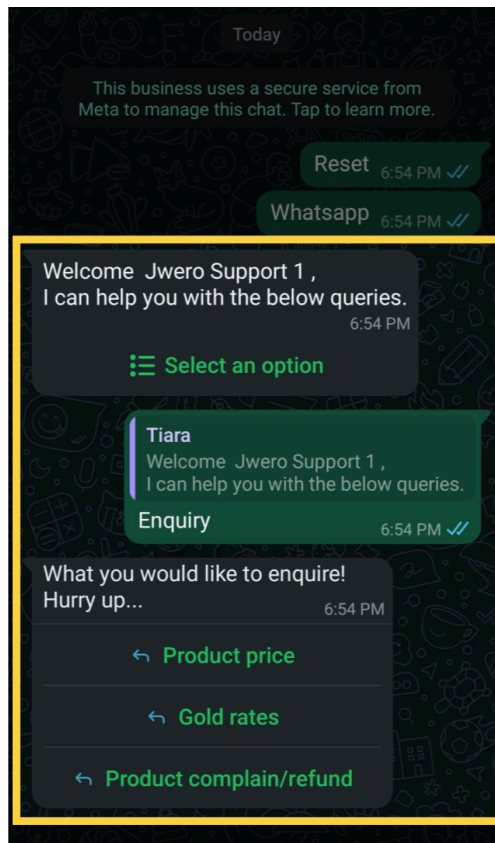 Today
This business uses a secure service from
Meta to manage this chat. Tap to learn more.
Reset 6:54 PM
Whatsapp 6:54 PM
Welcome Jwero Support 1 ,
I can help you with the below queries.
6:54 PM
Select an option
Tiara
Welcome Jwero Support 1 ,
I can help you with the below queries.
Enquiry 6:54 PM
What you would like to enquire!
Hurry up... 6:54 PM
Product price
Gold rates
Product complain/refund